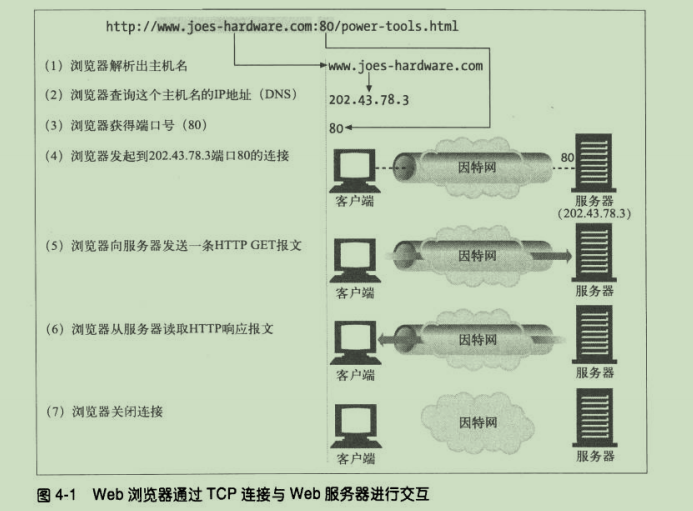 http://www.joes-hardware.com:80/power-tools.html
(1) 浏览器解析出主机名
www.joes-hardware.com
(2) 浏览器查询这个主机名的IP地址（DNS）
202.43.78.3
(3) 浏览器获得端口号（80）
80
(4) 浏览器发起到202.43.78.3端口80的连接
因特网
80
客户端
服务器
(202.43.78.3)
(5) 浏览器向服务器发送一条HTTP GET报文
因特网
客户端
服务器
(6) 浏览器从服务器读取HTTP响应报文
因特网
客户端
服务器
(7) 浏览器关闭连接
因特网
客户端
服务器
图 4-1 Web 浏览器通过 TCP 连接与 Web 服务器进行交互